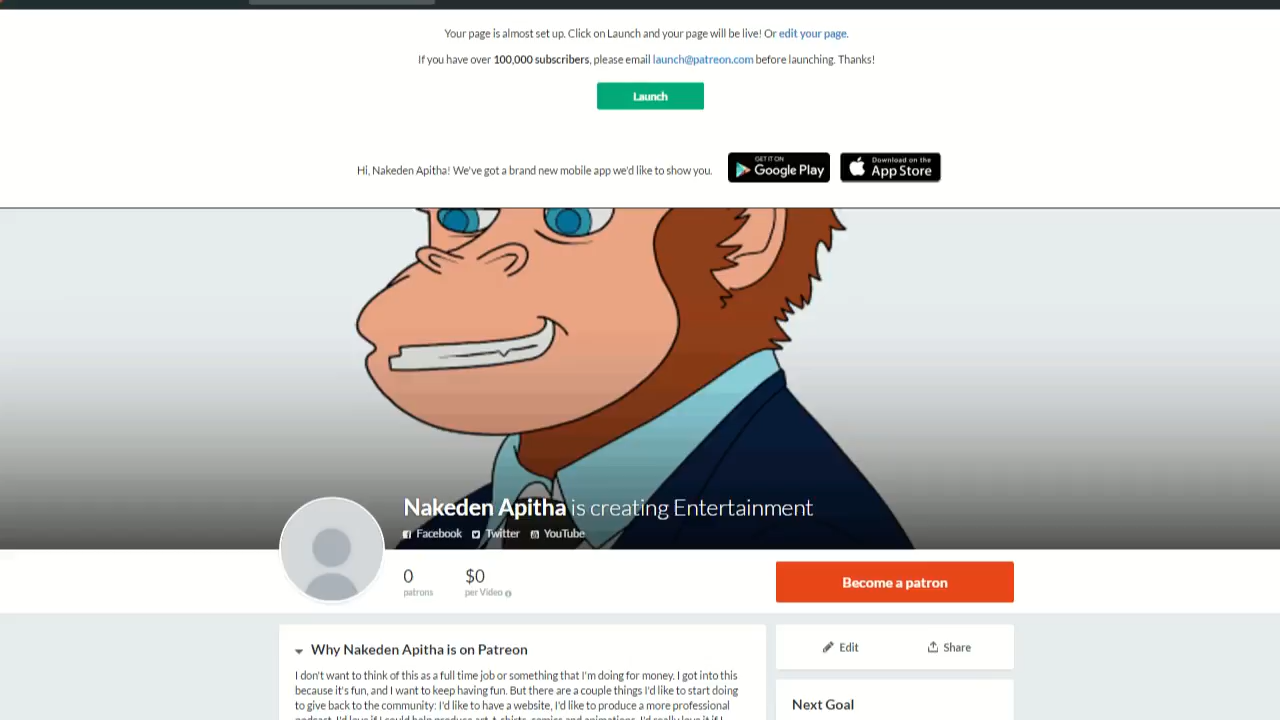 Your page is almost set up. Click on Launch and your page will be live! Or edit your page.
If you have over 100,000 subscribers, please email launch@patreon.com before launching. Thanks!
Launch
Hi, Nakeden Apitha! We've got a brand new mobile app we'd like to show you.
GET IT ON
Google Play
Download on the
App Store
Nakeden Apitha is creating Entertainment
Facebook Twitter YouTube
0 $0
patrons per Video
Become a patron
Why Nakeden Apitha is on Patreon
Edit Share
I don't want to think of this as a full time job or something that I'm doing for money. I got into this
because it's fun, and I want to keep having fun. But there are a couple things I'd like to start doing
to give back to the community: I'd like to have a website, I'd like to produce a more professional
Next Goal